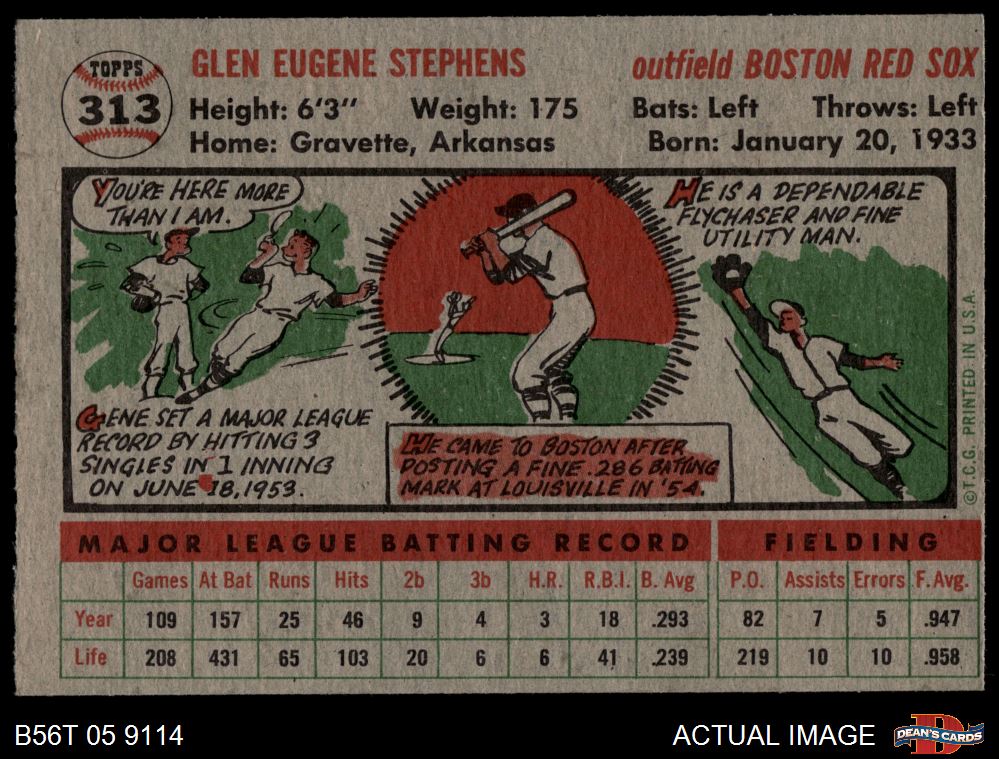 TOPPS
313
GLEN EUGENE STEPHENS
outfield BOSTON RED SOX
Height: 6'3" Weight: 175 Bats: Left Throws: Left
Home: Gravette, Arkansas Born: January 20, 1933
YOU'RE HERE MORE
THAN I AM.
GENE SET A MAJOR LEAGUE
RECORD BY HITTING 3
SINGLES IN 1 INNING
ON JUNE 18, 1953.
HE CAME TO BOSTON AFTER
POSTING A FINE .286 BATTING
MARK AT LOUISVILLE IN '54.
HE IS A DEPENDABLE
FLYCHASER AND FINE
UTILITY MAN.
© T.C.G. PRINTED IN U.S.A.
MAJOR LEAGUE BATTING RECORD FIELDING
Games At Bat Runs Hits 2b 3b H.R. R.B.I. B. Avg P.O. Assists Errors F. Avg.
Year 109 157 25 46 9 4 3 18 .293 82 7 5 .947
Life 208 431 65 103 20 6 6 41 .239 219 10 10 .958
B56T 05 9114
ACTUAL IMAGE
DEAN'S CARDS